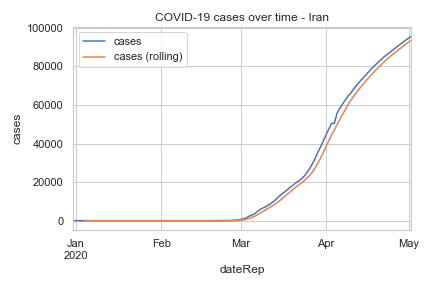 COVID-19 cases over time - Iran
cases
cases (rolling)
100000
80000
60000
40000
20000
0
cases
Jan Feb Mar Apr May
2020
dateRep